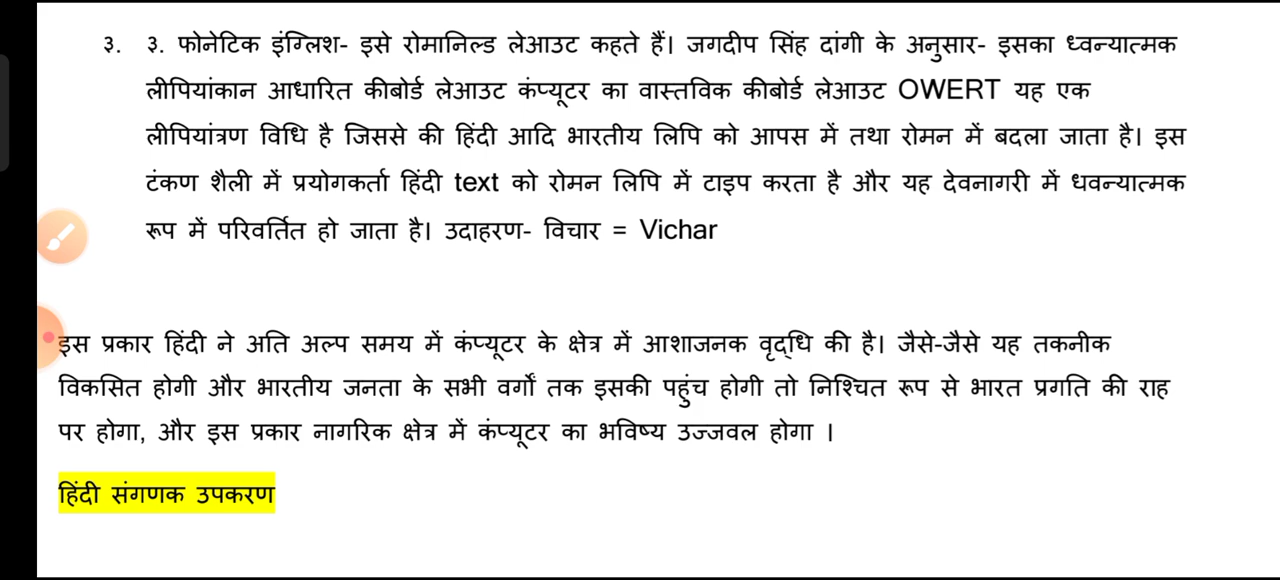 ३. ३. फोनेटिक इंग्लिश- इसे रोमानिल्ड लेआउट कहते हैं। जगदीप सिंह दांगी के अनुसार- इसका ध्वन्यात्मक
लीपियांकान आधारित कीबोर्ड लेआउट कंप्यूटर का वास्तविक कीबोर्ड लेआउट OWERT यह एक
लीपियांत्रण विधि है जिससे की हिंदी आदि भारतीय लिपि को आपस में तथा रोमन में बदला जाता है। इस
टंकण शैली में प्रयोगकर्ता हिंदी text को रोमन लिपि में टाइप करता है और यह देवनागरी में धवन्यात्मक
रूप में परिवर्तित हो जाता है। उदाहरण- विचार = Vichar
इस प्रकार हिंदी ने अति अल्प समय में कंप्यूटर के क्षेत्र में आशाजनक वृद्धि की है। जैसे-जैसे यह तकनीक
विकसित होगी और भारतीय जनता के सभी वर्गों तक इसकी पहुंच होगी तो निश्चित रूप से भारत प्रगति की राह
पर होगा, और इस प्रकार नागरिक क्षेत्र में कंप्यूटर का भविष्य उज्जवल होगा ।
हिंदी संगणक उपकरण